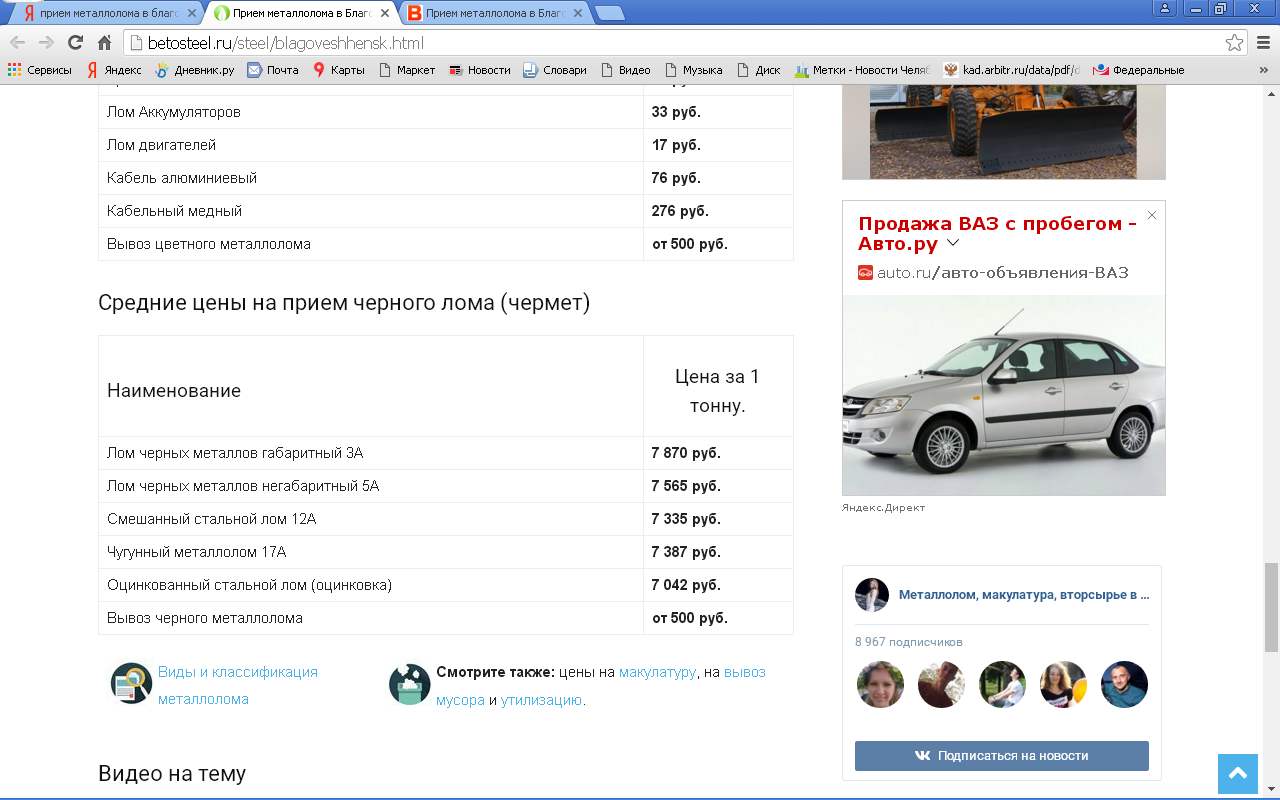 прием металлолома в благо
Прием металлолома в Благ
Прием металлолома в Благ
betosteel.ru/steel/blagoveshhensk.html
Сервисы Яндекс Дневник.ру Почта Карты Маркет Новости Словари Видео Музыка Диск Метки - Новости Челяб kad.arbitr.ru/data/pdf/d Федеральные »
Лом Аккумуляторов 33 руб.
Лом двигателей 17 руб.
Кабель алюминиевый 76 руб.
Кабельный медный 276 руб.
Вывоз цветного металлолома от 500 руб.
Средние цены на прием черного лома (чермет)
Наименование Цена за 1
тонну.
Лом черных металлов габаритный 3А 7 870 руб.
Лом черных металлов негабаритный 5А 7 565 руб.
Смешанный стальной лом 12А 7 335 руб.
Чугунный металлолом 17А 7 387 руб.
Оцинкованный стальной лом (оцинковка) 7 042 руб.
Вывоз черного металлолома от 500 руб.
Виды и классификация
металлолома
Смотрите также: цены на макулатуру, на вывоз
мусора и утилизацию.
Видео на тему
Продажа ВАЗ с пробегом -
Авто.ру
auto.ru/авто-объявления-ВАЗ
Яндекс.Директ
Металлолом, макулатура, вторсырье в ...
8 967 подписчиков
Подписаться на новости